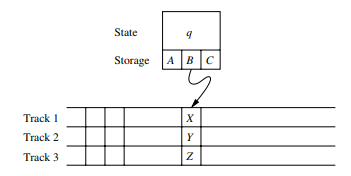 State q
Storage A B C
Track 1 X
Track 2 Y
Track 3 Z